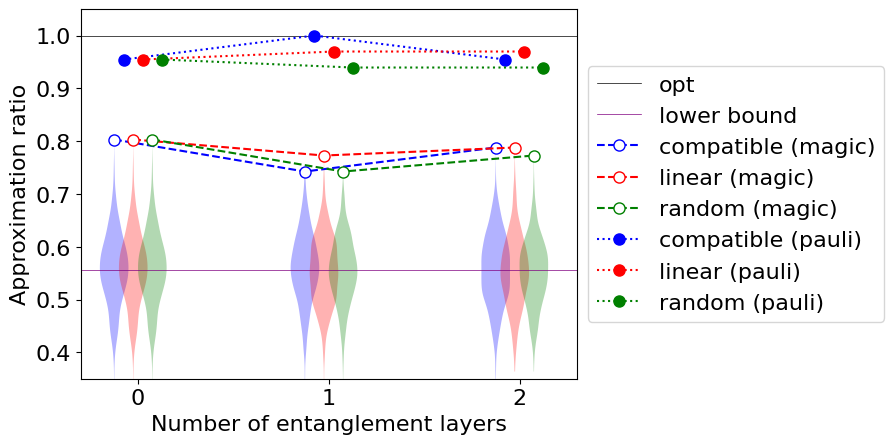 1.0
0.9
0.8
0.7
0.6
0.5
0.4
Approximation ratio
0 1 2
Number of entanglement layers
opt
lower bound
compatible (magic)
linear (magic)
random (magic)
compatible (pauli)
linear (pauli)
random (pauli)